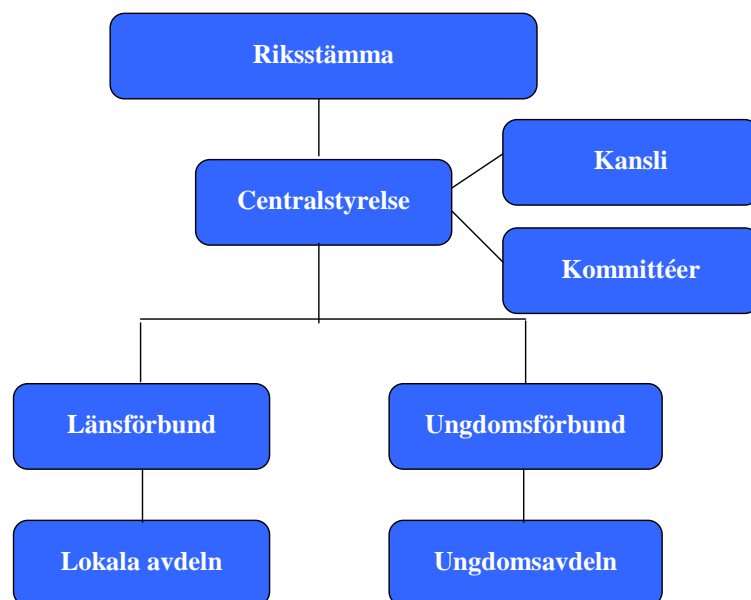 Riksstämma
Kansli
Centralstyrelse
Kommittéer
Länsförbund
Ungdomsförbund
Lokala avdeln
Ungdomsavdeln